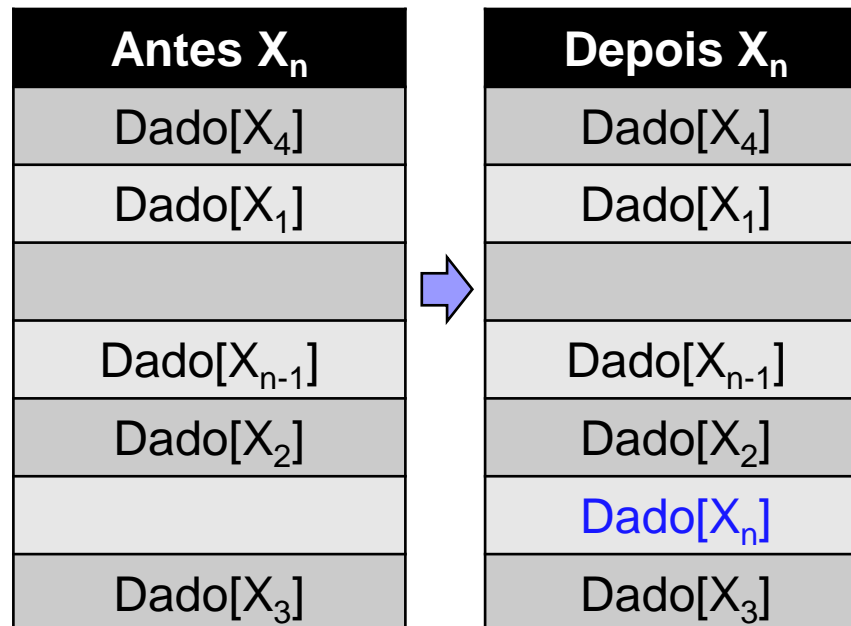 Antes Xn
Dado[X4]
Dado[X1]
Dado[Xn-1]
Dado[X2]
Dado[X3]
Depois Xn
Dado[X4]
Dado[X1]
Dado[Xn-1]
Dado[X2]
Dado[Xn]
Dado[X3]